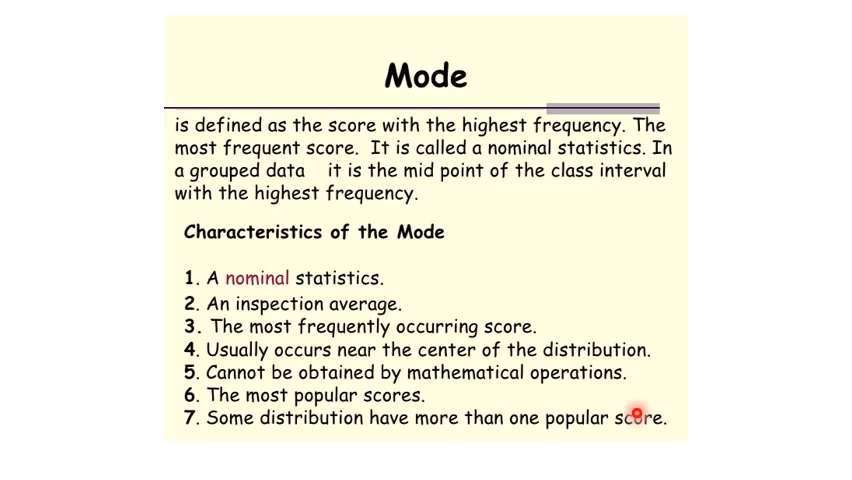 Mode
is defined as the score with the highest frequency. The
most frequent score. It is called a nominal statistics. In
a grouped data it is the mid point of the class interval
with the highest frequency.
Characteristics of the Mode
1. A nominal statistics.
2. An inspection average.
3. The most frequently occurring score.
4. Usually occurs near the center of the distribution.
5. Cannot be obtained by mathematical operations.
6. The most popular scores.
7. Some distribution have more than one popular score.